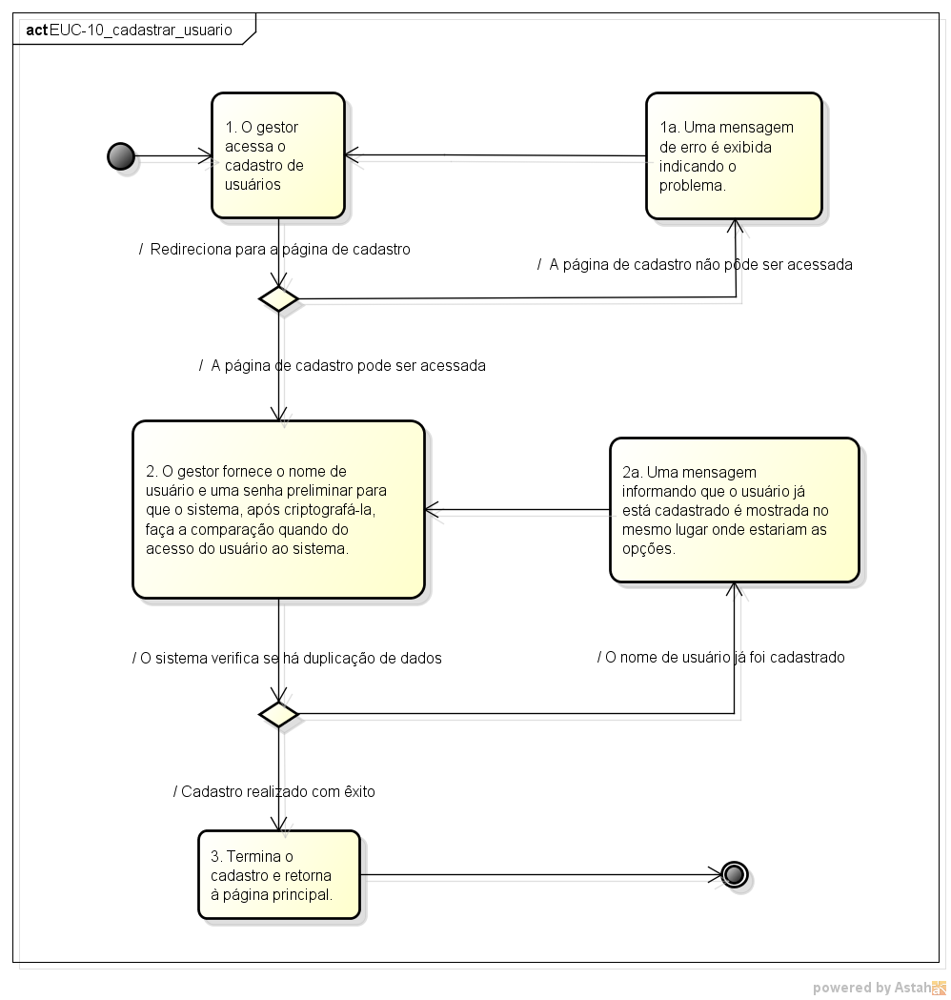 act EUC-10_cadastrar_usuario
1. O gestor
acessa o
cadastro de
usuários
1a. Uma mensagem
de erro é exibida
indicando o
problema.
/ Redireciona para a página de cadastro
/ A página de cadastro não pôde ser acessada
/ A página de cadastro pode ser acessada
2. O gestor fornece o nome de
usuário e uma senha preliminar para
que o sistema, após criptografá-la,
faça a comparação quando do
acesso do usuário ao sistema.
2a. Uma mensagem
informando que o usuário já
está cadastrado é mostrada no
mesmo lugar onde estariam as
opções.
/ O sistema verifica se há duplicação de dados
/ O nome de usuário já foi cadastrado
/ Cadastro realizado com êxito
3. Termina o
cadastro e retorna
à página principal.
powered by Astah